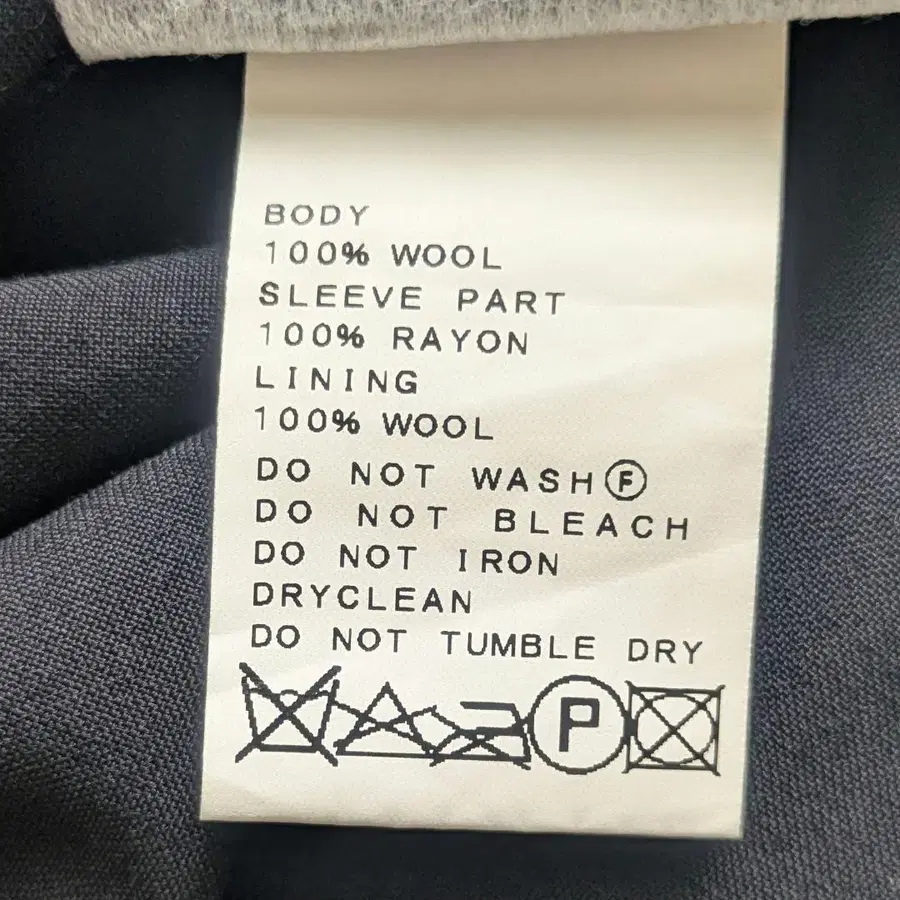 BODY
100% WOOL
SLEEVE PART
100% RAYON
LINING
100% WOOL
DO NOT WASH Ⓕ
DO NOT BLEACH
DO NOT IRON
DRYCLEAN
DO NOT TUMBLE DRY
P